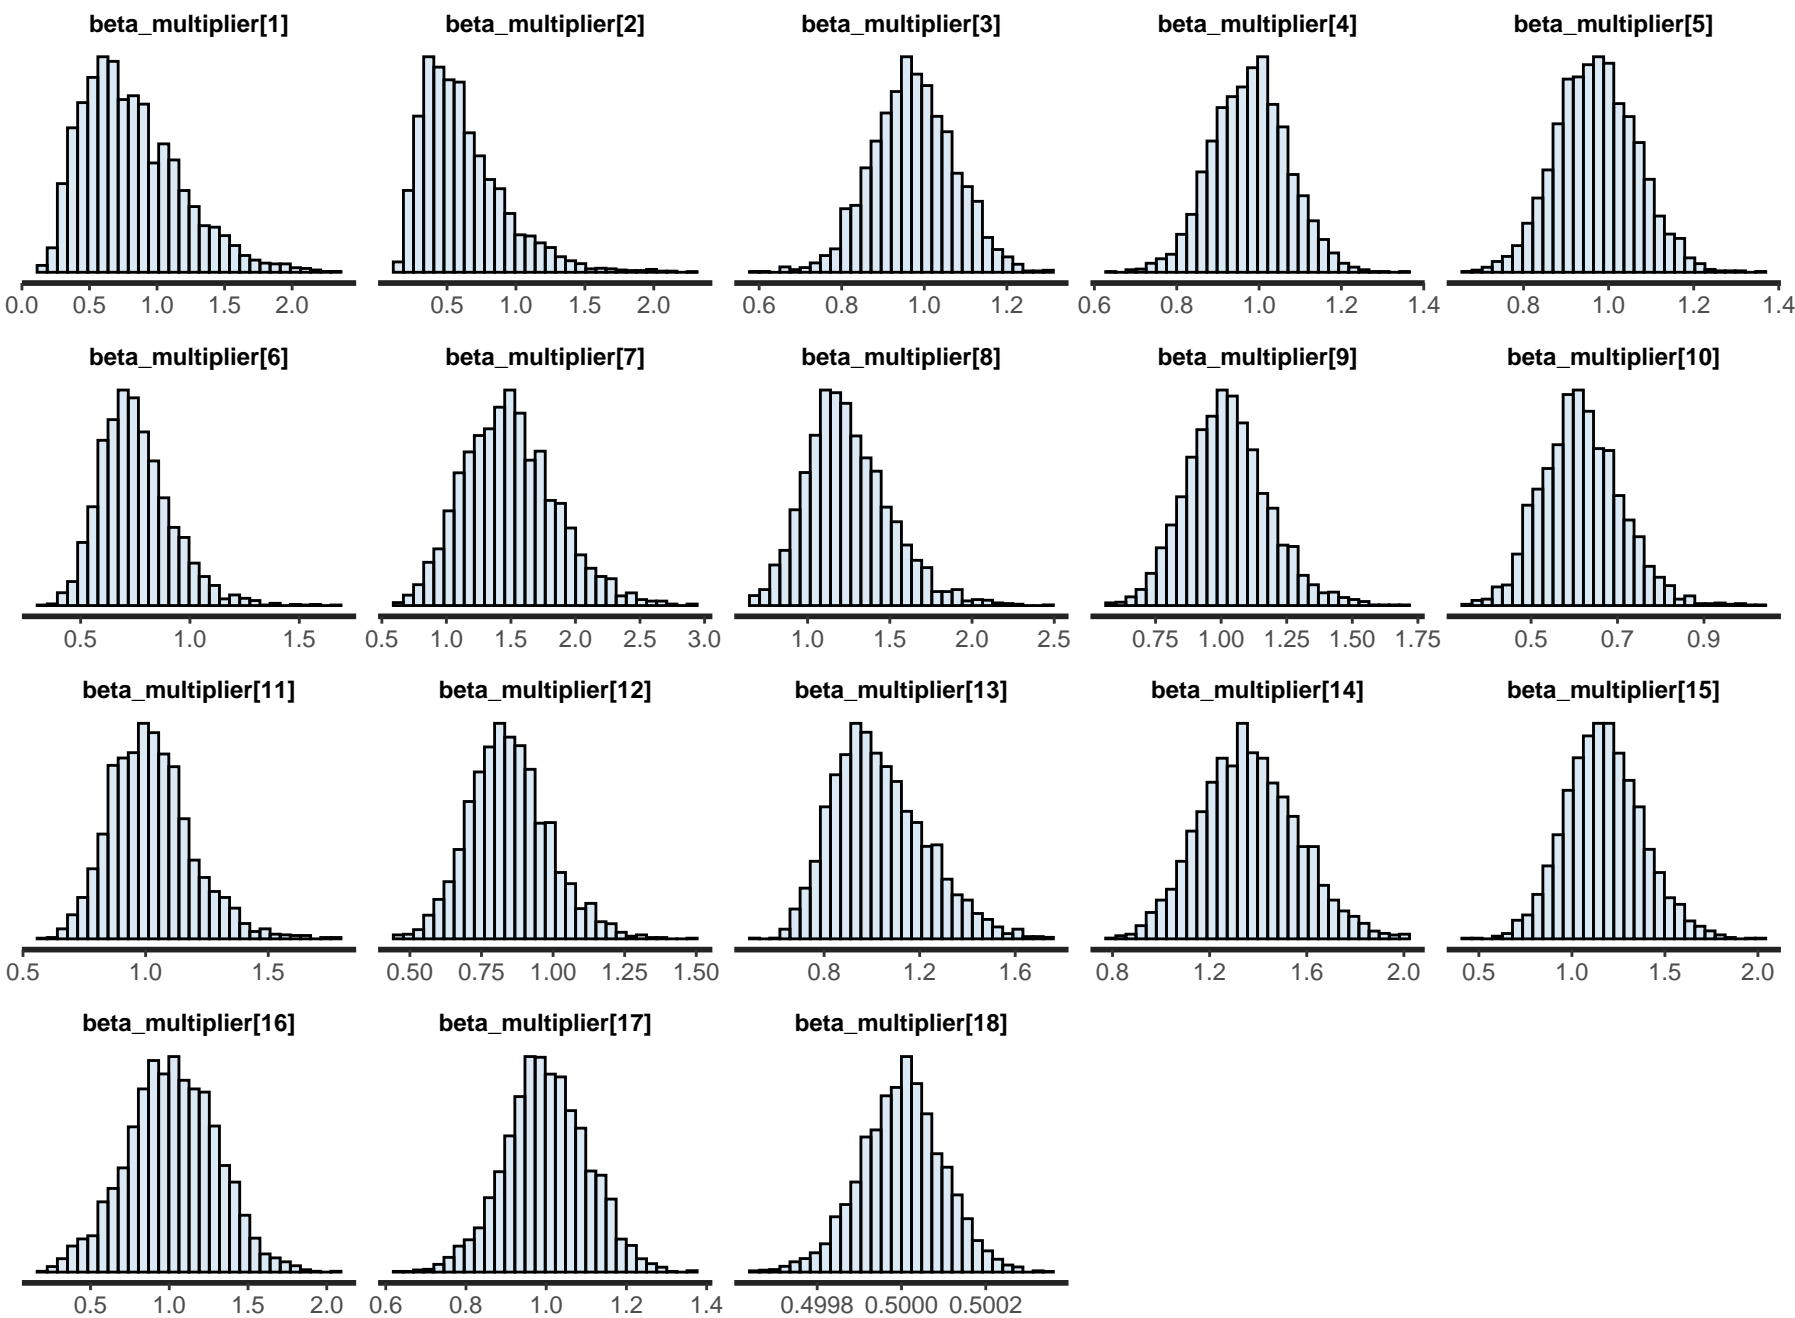 beta_multiplier[1] beta_multiplier[2] beta_multiplier[3] beta_multiplier[4] beta_multiplier[5]
0.0 0.5 1.0 1.5 2.0 0.5 1.0 1.5 2.0 0.6 0.8 1.0 1.2 0.6 0.8 1.0 1.2 1.4 0.8 1.0 1.2 1.4
beta_multiplier[6] beta_multiplier[7] beta_multiplier[8] beta_multiplier[9] beta_multiplier[10]
0.5 1.0 1.5 0.5 1.0 1.5 2.0 2.5 3.0 1.0 1.5 2.0 2.5 0.75 1.00 1.25 1.50 1.75 0.5 0.7 0.9
beta_multiplier[11] beta_multiplier[12] beta_multiplier[13] beta_multiplier[14] beta_multiplier[15]
0.5 1.0 1.5 0.50 0.75 1.00 1.25 1.50 0.8 1.2 1.6 0.8 1.2 1.6 2.0 0.5 1.0 1.5 2.0
beta_multiplier[16] beta_multiplier[17] beta_multiplier[18]
0.5 1.0 1.5 2.0 0.6 0.8 1.0 1.2 1.4 0.4998 0.5000 0.5002